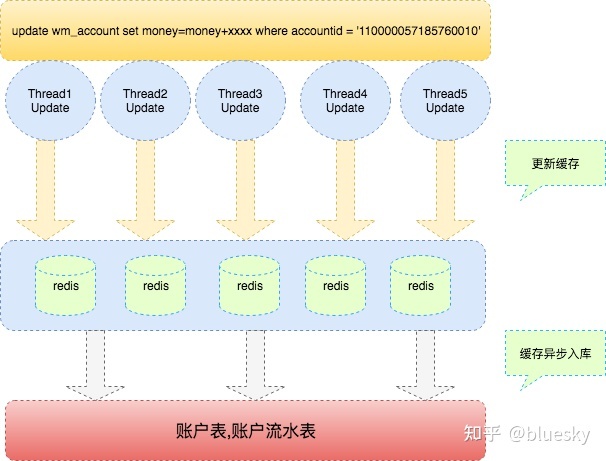 update wm_account set money=money+xxxx where accountid = '110000057185760010'
Thread1
Update
Thread2
Update
Thread3
Update
Thread4
Update
Thread5
Update
更新缓存
redis
redis
redis
redis
redis
缓存异步入库
账户表,账户流水表
知乎 @bluesky